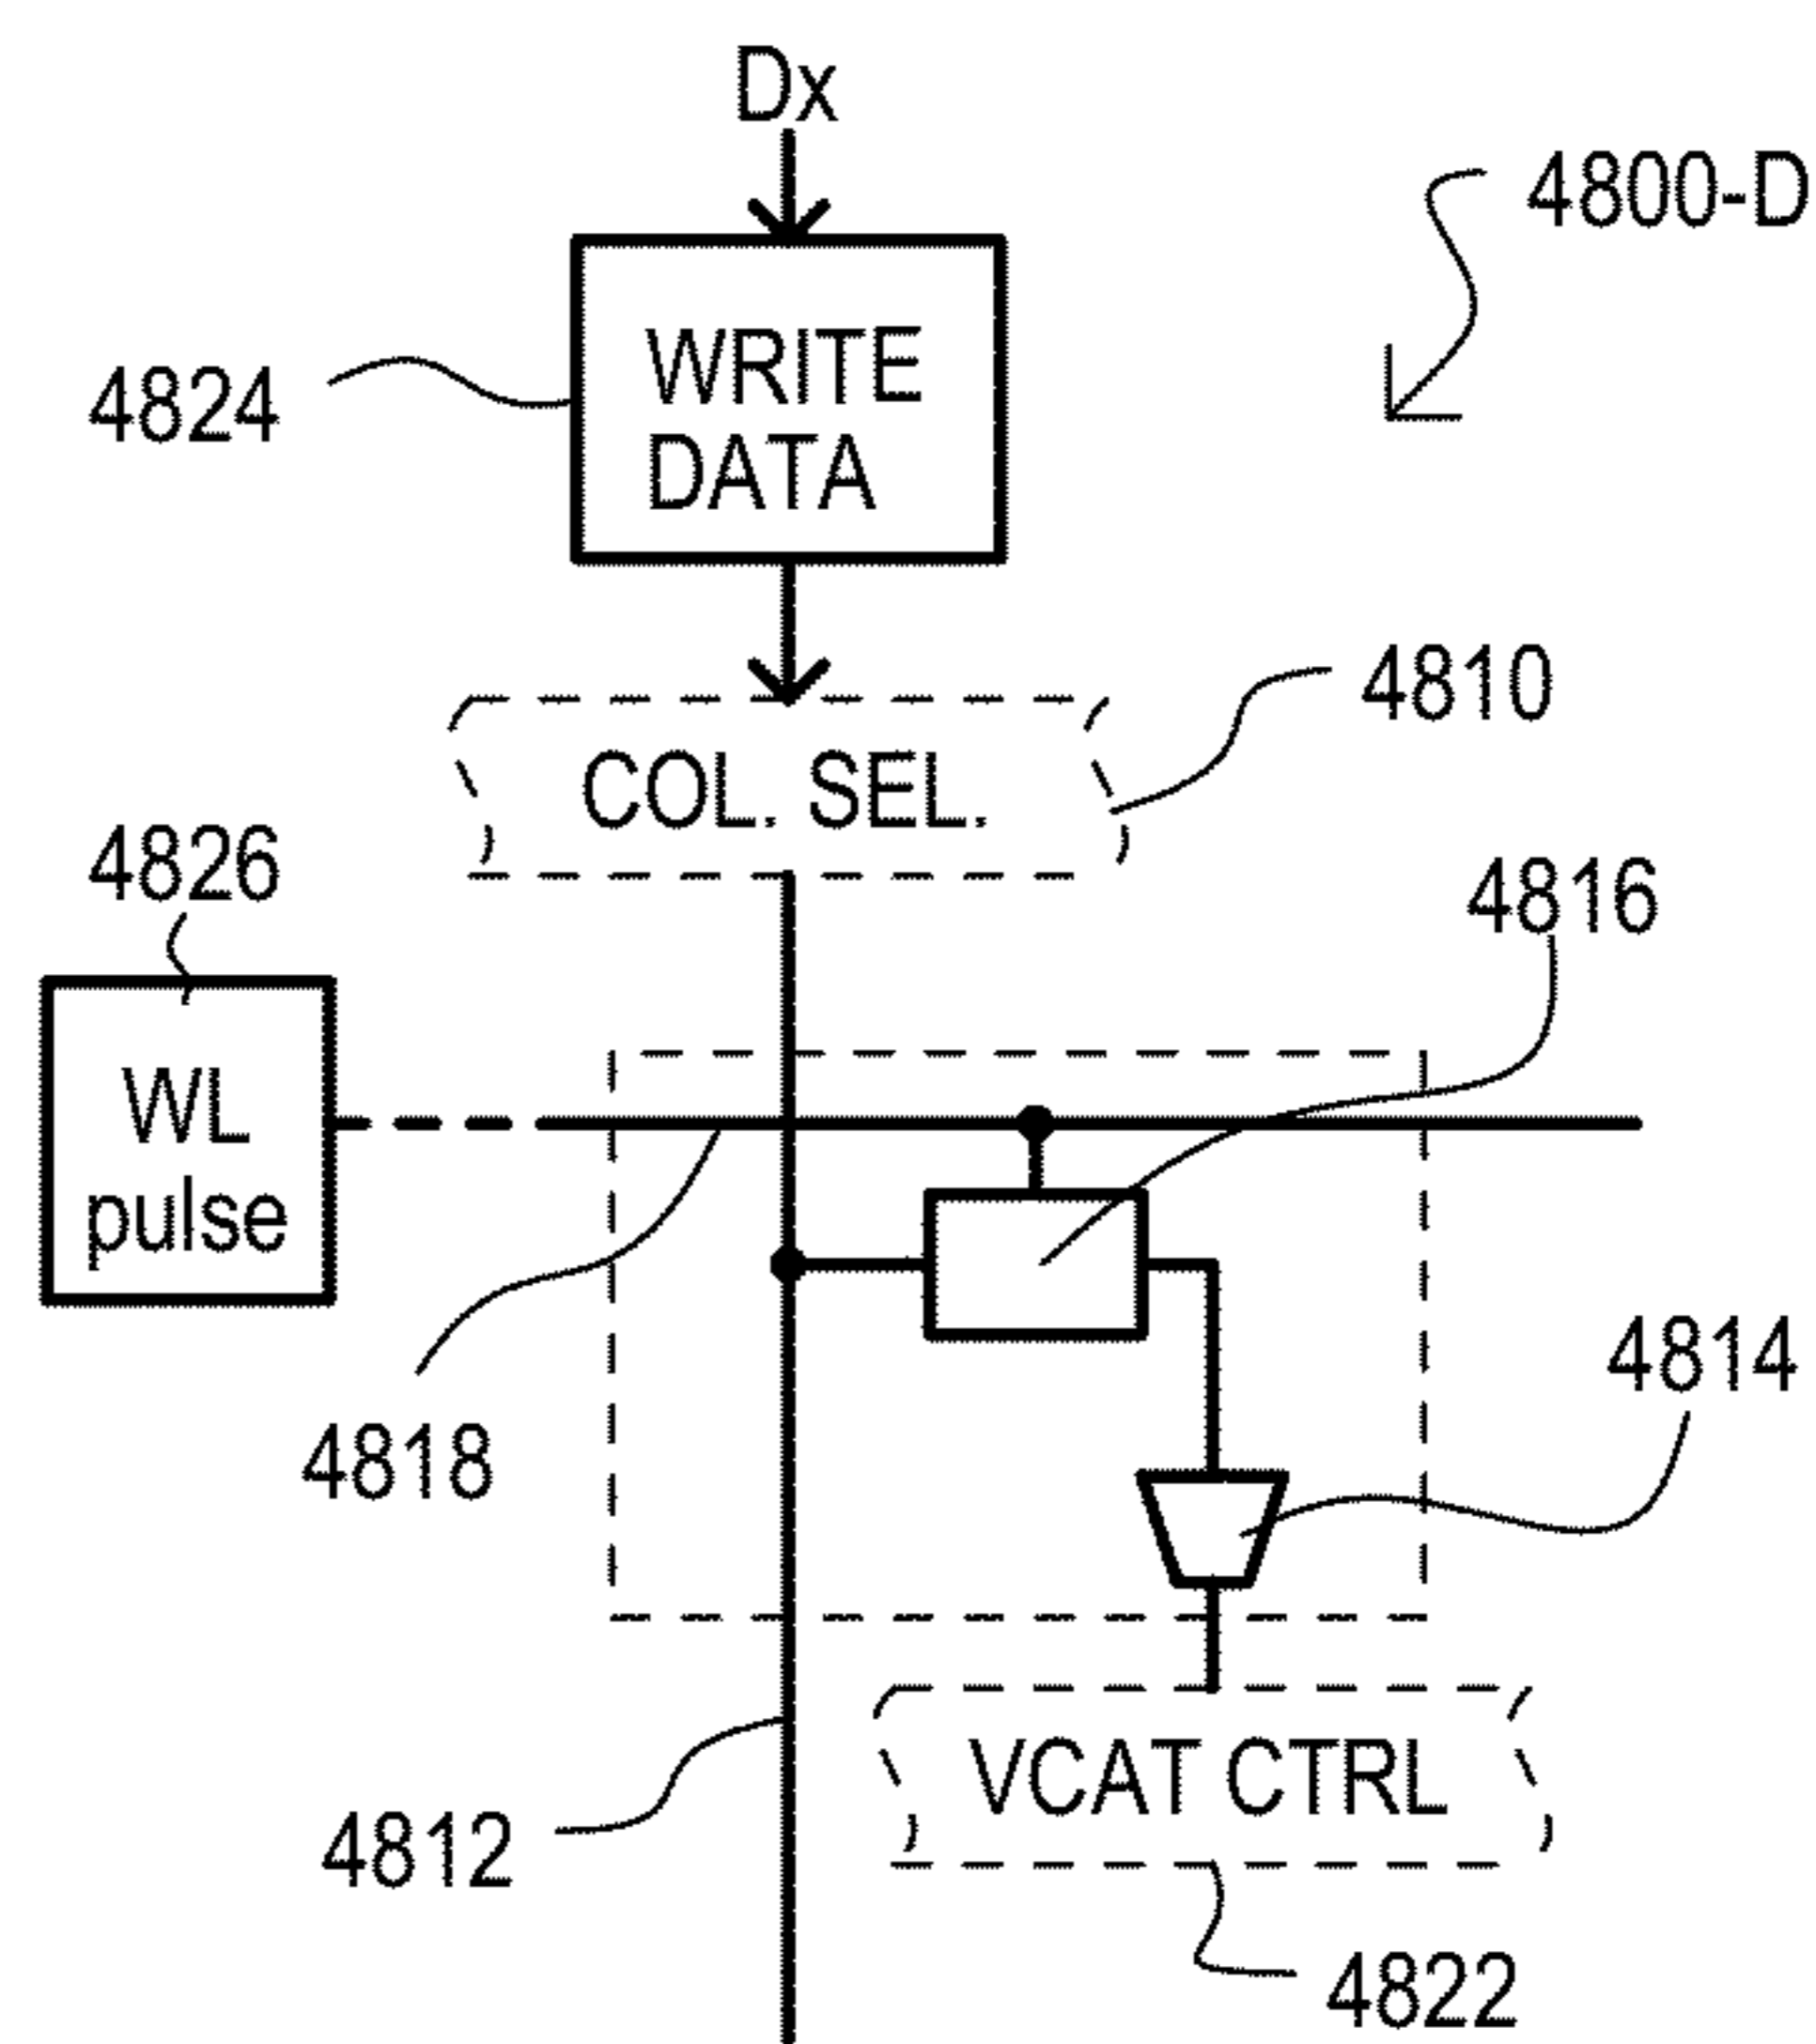 Dx
4800-D
WRITE
DATA
4824
4810
COL. SEL.
4826
4816
WL
pulse
4814
4818
VCAT CTRL
4812
4822